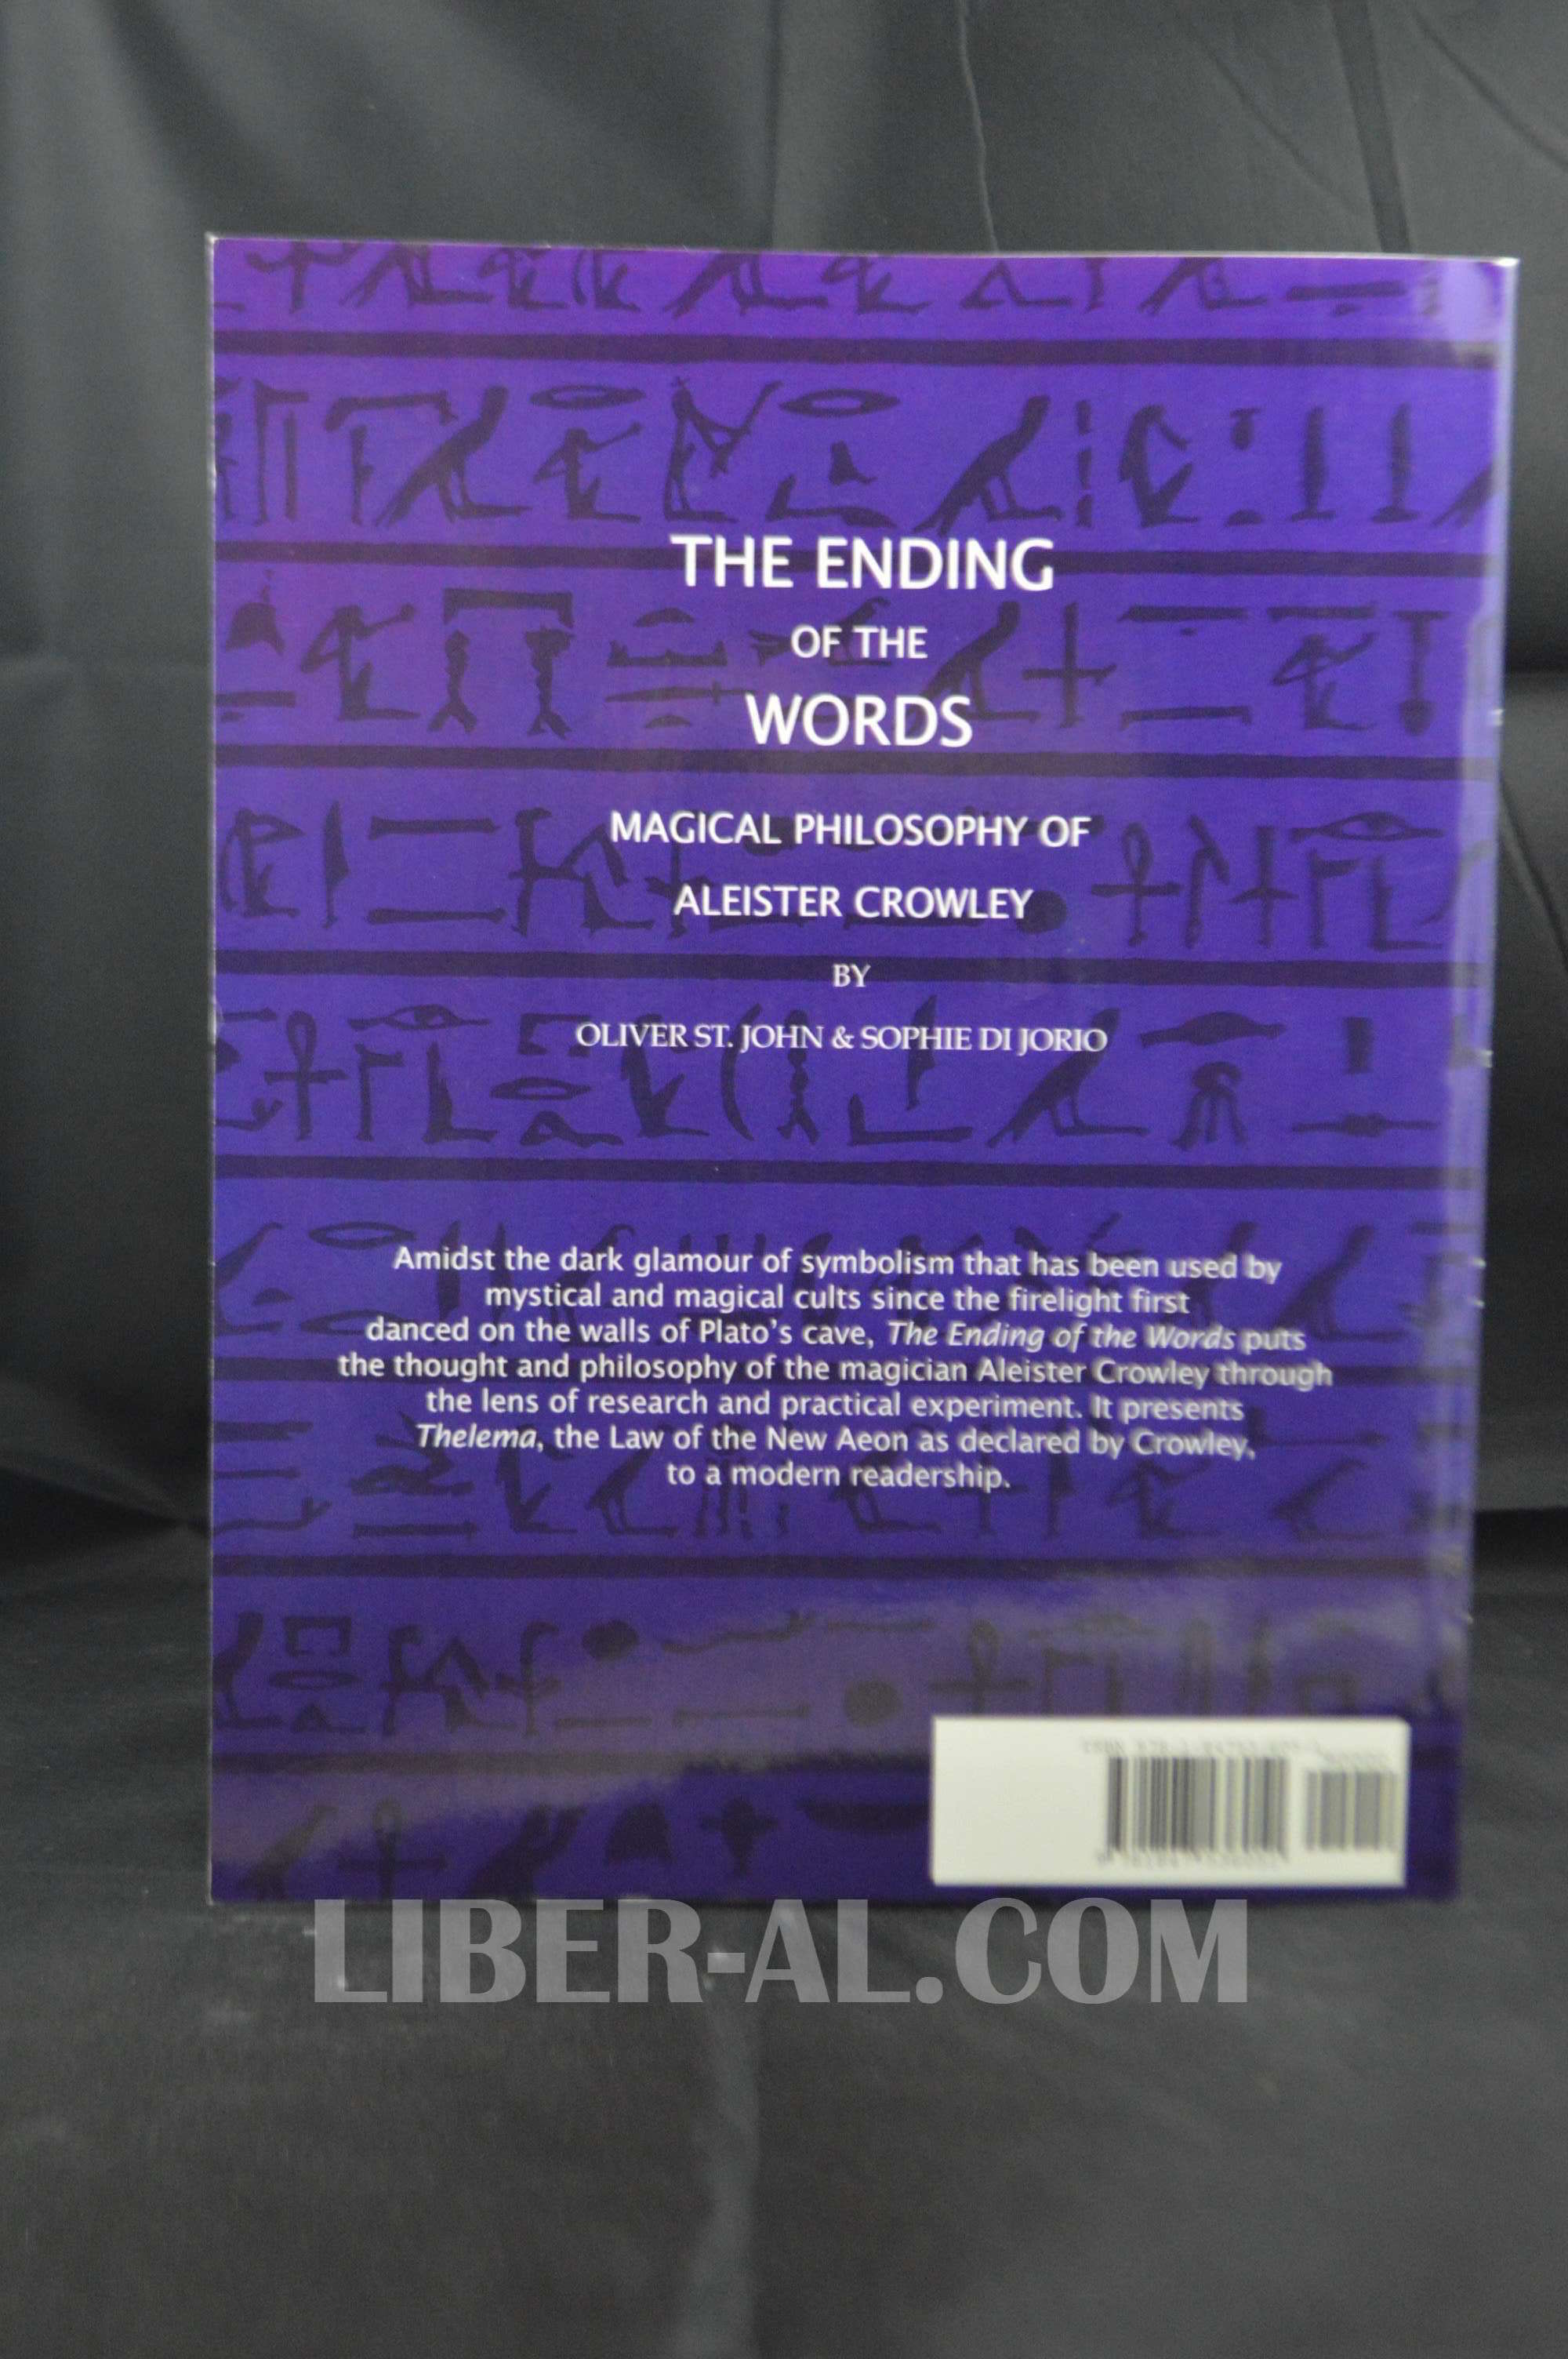 THE ENDING
OF THE
WORDS
MAGICAL PHILOSOPHY OF
ALEISTER CROWLEY
BY
OLIVER ST. JOHN & SOPHIE DI JORIO
Amidst the dark glamour of symbolism that has been used by
mystical and magical cults since the firelight first
danced on the walls of Plato’s cave, The Ending of the Words puts
the thought and philosophy of the magician Aleister Crowley through
the lens of research and practical experiment. It presents
Thelema, the Law of the New Aeon as declared by Crowley,
to a modern readership.
LIBER-AL.COM